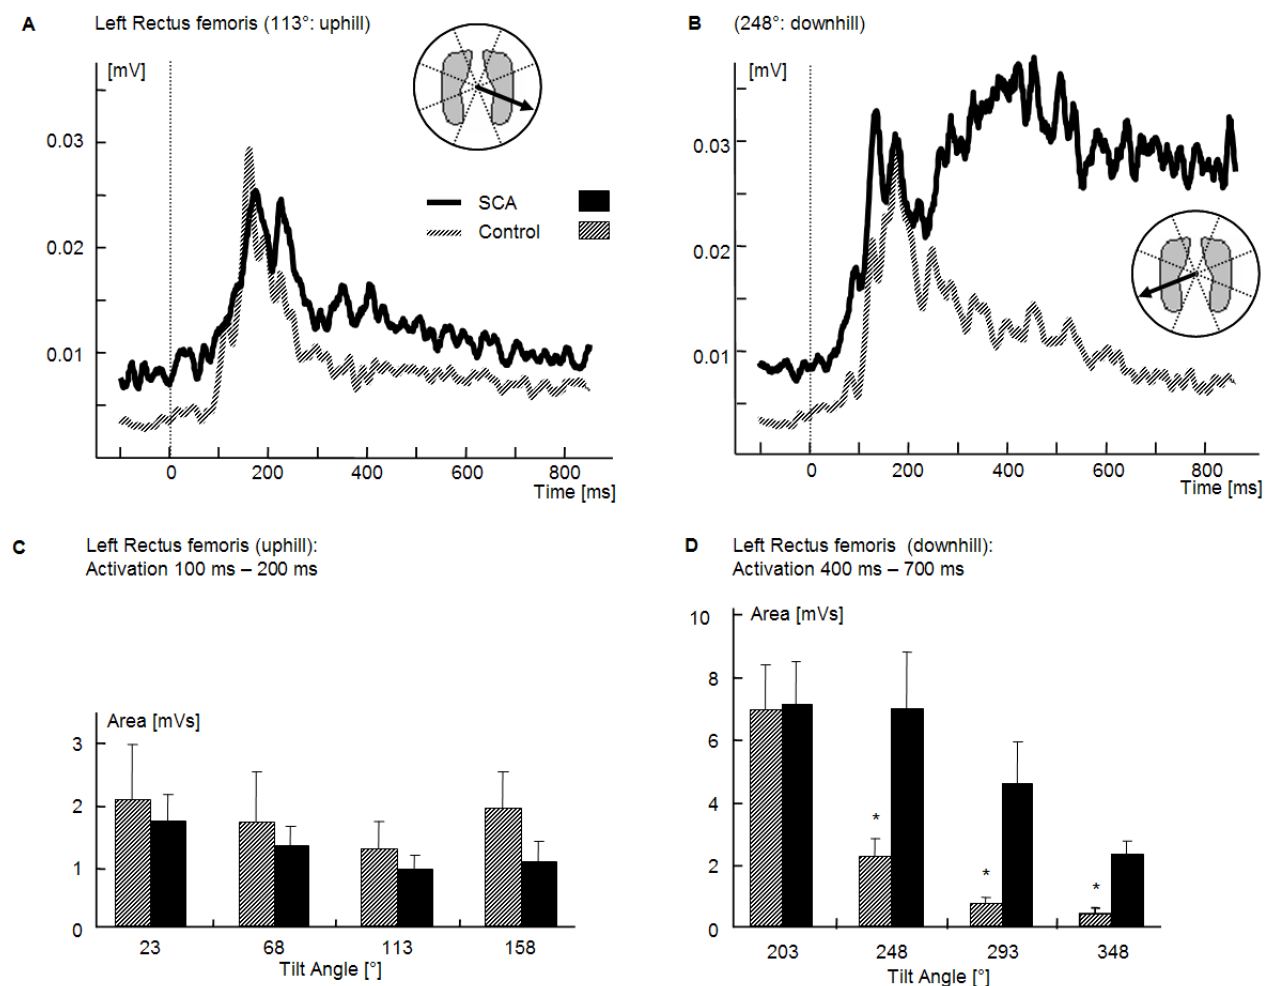 A Left Rectus femoris (113°: uphill)
[mV]
0.03
0.02
0.01
SCA
Control
0 200 400 600 800
Time [ms]
B (248°: downhill)
[mV]
0.03
0.02
0.01
0 200 400 600 800
Time [ms]
C Left Rectus femoris (uphill):
Activation 100 ms – 200 ms
Area [mVs]
3
2
1
0
23 68 113 158
Tilt Angle [°]
D Left Rectus femoris (downhill):
Activation 400 ms – 700 ms
10 Area [mVs]
8
6
4
2
0
* * *
203 248 293 348
Tilt Angle [°]